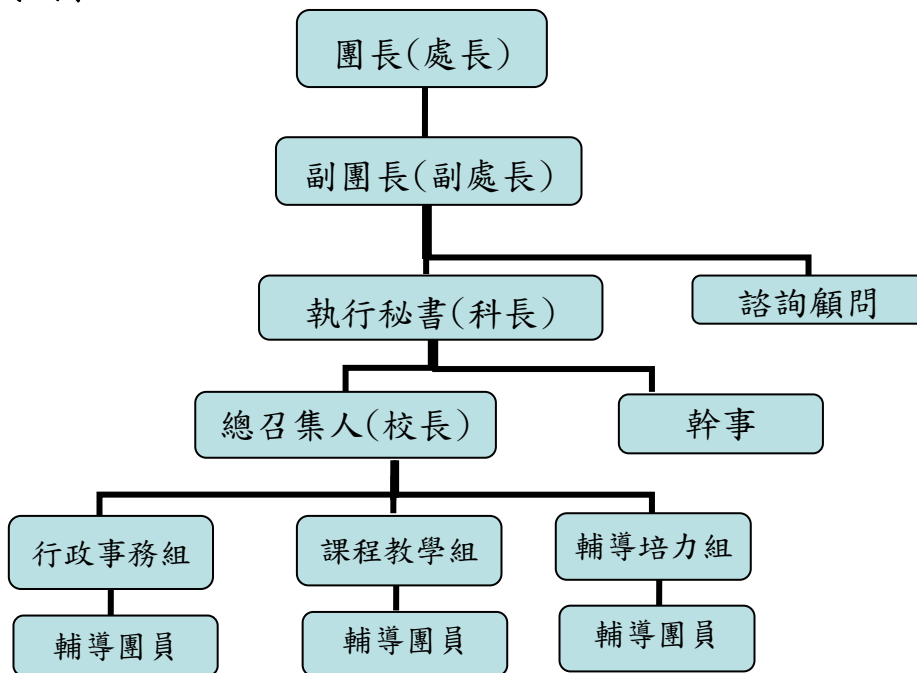 團長(處長)
副團長(副處長)
執行秘書(科長)
諮詢顧問
總召集人(校長)
幹事
行政事務組
課程教學組
輔導培力組
輔導團員
輔導團員
輔導團員